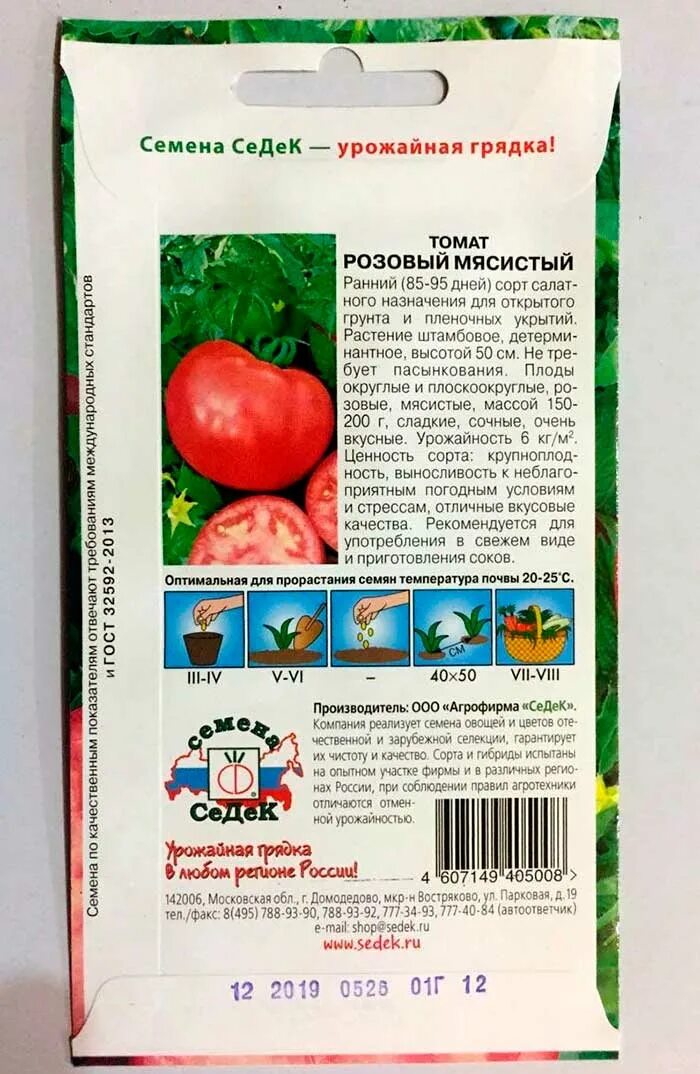 Семена СеДеК — урожайная грядка!
ТОМАТ
РОЗОВЫЙ МЯСИСТЫЙ
Ранний (85-95 дней) сорт салат-
ного назначения для открытого
грунта и пленочных укрытий.
Растение штамбовое, детерми-
нантное, высотой 50 см. Не тре-
бует пасынкования. Плоды
округлые и плоскоокруглые, ро-
зовые, мясистые, массой 150-
200 г, сладкие, сочные, очень
вкусные. Урожайность 6 кг/м².
Ценность сорта: крупноплод-
ность, выносливость к неблаго-
приятным погодным условиям
и стрессам, отличные вкусовые
качества. Рекомендуется для
употребления в свежем виде
и приготовления соков.
Семена по качественным показателям отвечают требованиям международных стандартов
и ГОСТ 32592-2013
Оптимальная для прорастания семян температура почвы 20-25°С.
СМ
III-IV V-VI – 40×50 VII-VIII
семена
СеДеК
Урожайная грядка
в любом регионе России!
Производитель: ООО «Агрофирма «СеДеК».
Компания реализует семена овощей и цветов оте-
чественной и зарубежной селекции, гарантирует
их чистоту и качество. Сорта и гибриды испытаны
на опытном участке фирмы и в различных регио-
нах России, при соблюдении правил агротехники
отличаются отмен-
ной урожайностью.
4 607149 405008 >
142006, Московская обл., г. Домодедово, мкр-н Востряково, ул. Парковая, д.19
тел./факс: 8(495) 788-93-90, 788-93-92, 777-34-93, 777-40-84 (автоответчик)
e-mail: shop@sedek.ru
www.sedek.ru
12 2019 0526 01Г 12